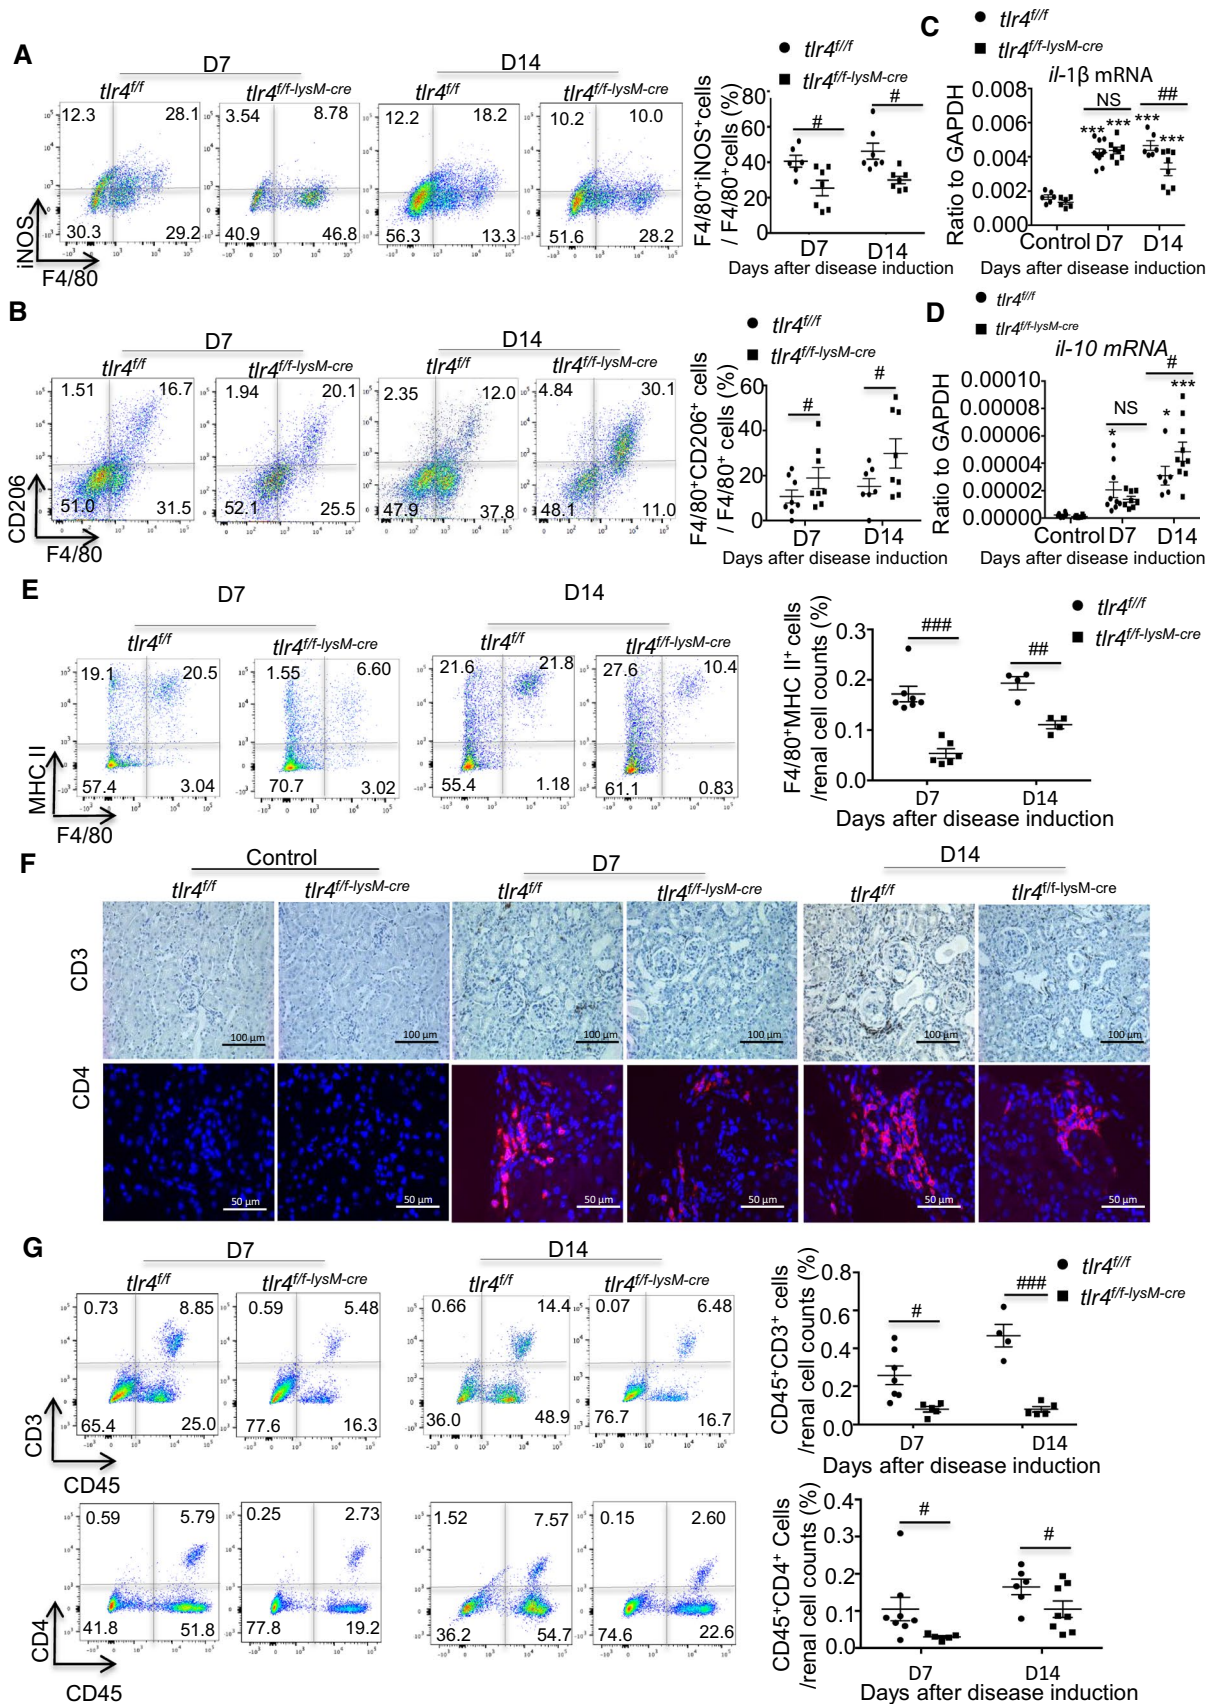 A
D7
D14
tlr4f/f
tlr4f/f-lysM-cre
tlr4f/f
tlr4f/f-lysM-cre
12.3 28.1
3.54 8.78
12.2 18.2
10.2 10.0
30.3 29.2
40.9 46.8
56.3 13.3
51.6 28.2
iNOS
F4/80
● tlr4f//f
■ tlr4f/f-lysM-cre
F4/80+iNOS+cells
/ F4/80+cells (%)
80
60
40
20
0
# #
D7 D14
Days after disease induction
C
● tlr4f//f
■ tlr4f/f-lysM-cre
il-1β mRNA
Ratio to GAPDH
0.008
0.006
0.004
0.002
0.000
NS ##
*** *** *** ***
Control D7 D14
Days after disease induction
B
D7
D14
tlr4f/f
tlr4f/f-lysM-cre
tlr4f/f
tlr4f/f-lysM-cre
1.51 16.7
1.94 20.1
2.35 12.0
4.84 30.1
51.0 31.5
52.1 25.5
47.9 37.8
48.1 11.0
CD206
F4/80
● tlr4f//f
■ tlr4f/f-lysM-cre
F4/80+CD206+ cells
/ F4/80+ cells (%)
60
40
20
0
# #
D7 D14
Days after disease induction
D
● tlr4f//f
■ tlr4f/f-lysM-cre
il-10 mRNA
Ratio to GAPDH
0.00010
0.00008
0.00006
0.00004
0.00002
0.00000
NS #
* * ***
Control D7 D14
Days after disease induction
E
D7
D14
tlr4f/f
tlr4f/f-lysM-cre
tlr4f/f
tlr4f/f-lysM-cre
19.1 20.5
1.55 6.60
21.6 21.8
27.6 10.4
57.4 3.04
70.7 3.02
55.4 1.18
61.1 0.83
MHC II
F4/80
● tlr4f//f
■ tlr4f/f-lysM-cre
F4/80+MHC II+ cells
/renal cell counts (%)
0.3
0.2
0.1
0.0
### ##
D7 D14
Days after disease induction
F
Control
D7
D14
tlr4f/f
tlr4f/f-lysM-cre
tlr4f/f
tlr4f/f-lysM-cre
tlr4f/f
tlr4f/f-lysM-cre
CD3
100 μm
100 μm
100 μm
100 μm
100 μm
100 μm
CD4
50 μm
50 μm
50 μm
50 μm
50 μm
50 μm
G
D7
D14
tlr4f/f
tlr4f/f-lysM-cre
tlr4f/f
tlr4f/f-lysM-cre
0.73 8.85
0.59 5.48
0.66 14.4
0.07 6.48
65.4 25.0
77.6 16.3
36.0 48.9
76.7 16.7
CD3
CD45
● tlr4f//f
■ tlr4f/f-lysM-cre
CD45+CD3+ cells
/renal cell counts (%)
0.8
0.6
0.4
0.2
0.0
# ###
D7 D14
Days after disease induction
0.59 5.79
0.25 2.73
1.52 7.57
0.15 2.60
41.8 51.8
77.8 19.2
36.2 54.7
74.6 22.6
CD4
CD45
CD45+CD4+ Cells
/renal cell counts (%)
0.4
0.3
0.2
0.1
0.0
# #
D7 D14
Days after disease induction